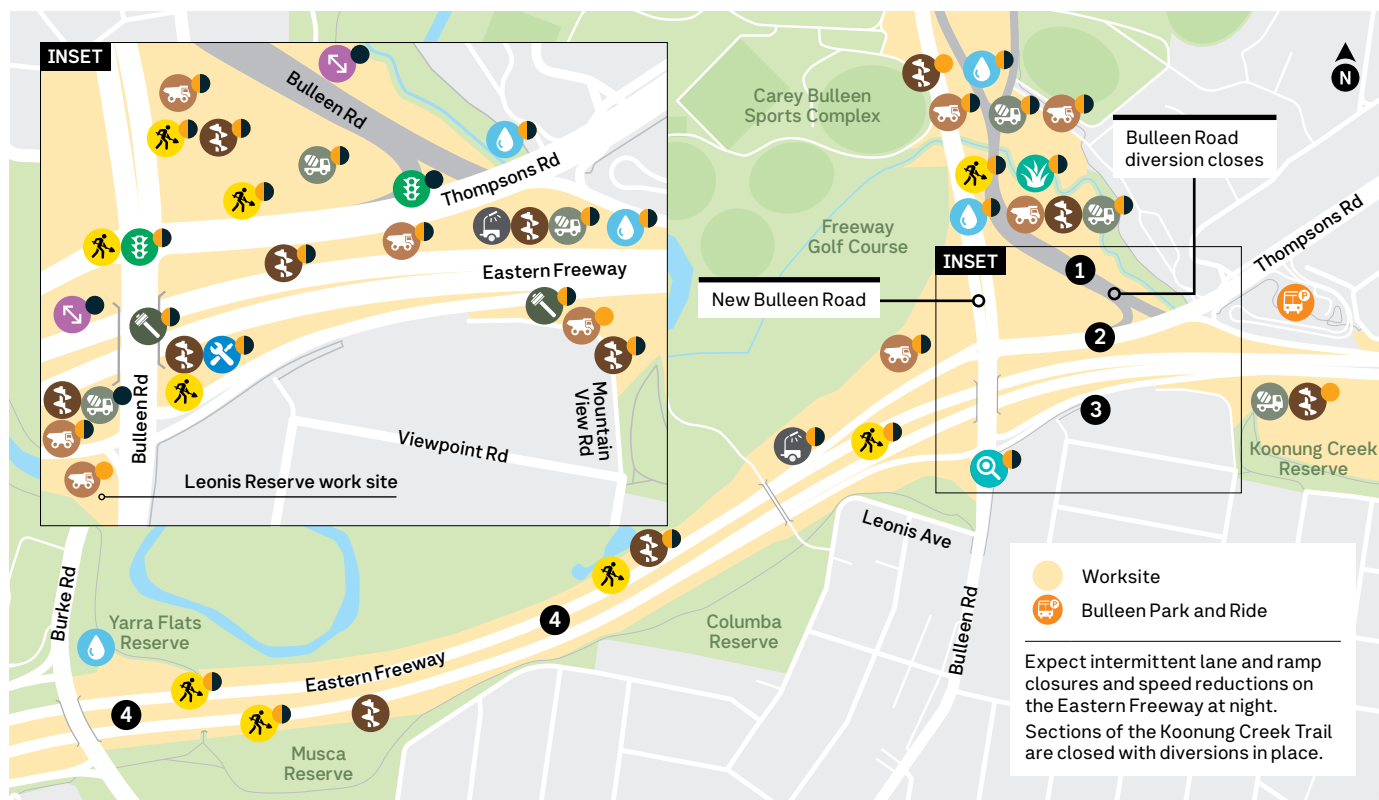 INSET
Bulleen Rd
Thompsons Rd
Eastern Freeway
Bulleen Rd
Mountain
View Rd
Viewpoint Rd
Leonis Reserve work site
Carey Bulleen
Sports Complex
N
Bulleen Road
diversion closes
Freeway
Golf Course
Thompsons Rd
INSET
1
New Bulleen Road
P
2
3
Koonung Creek
Reserve
Leonis Ave
Burke Rd
Yarra Flats
Reserve
4
Columba
Reserve
Bulleen Rd
Eastern Freeway
4
Musca
Reserve
Worksite
P
Bulleen Park and Ride
Expect intermittent lane and ramp
closures and speed reductions on
the Eastern Freeway at night.
Sections of the Koonung Creek Trail
are closed with diversions in place.